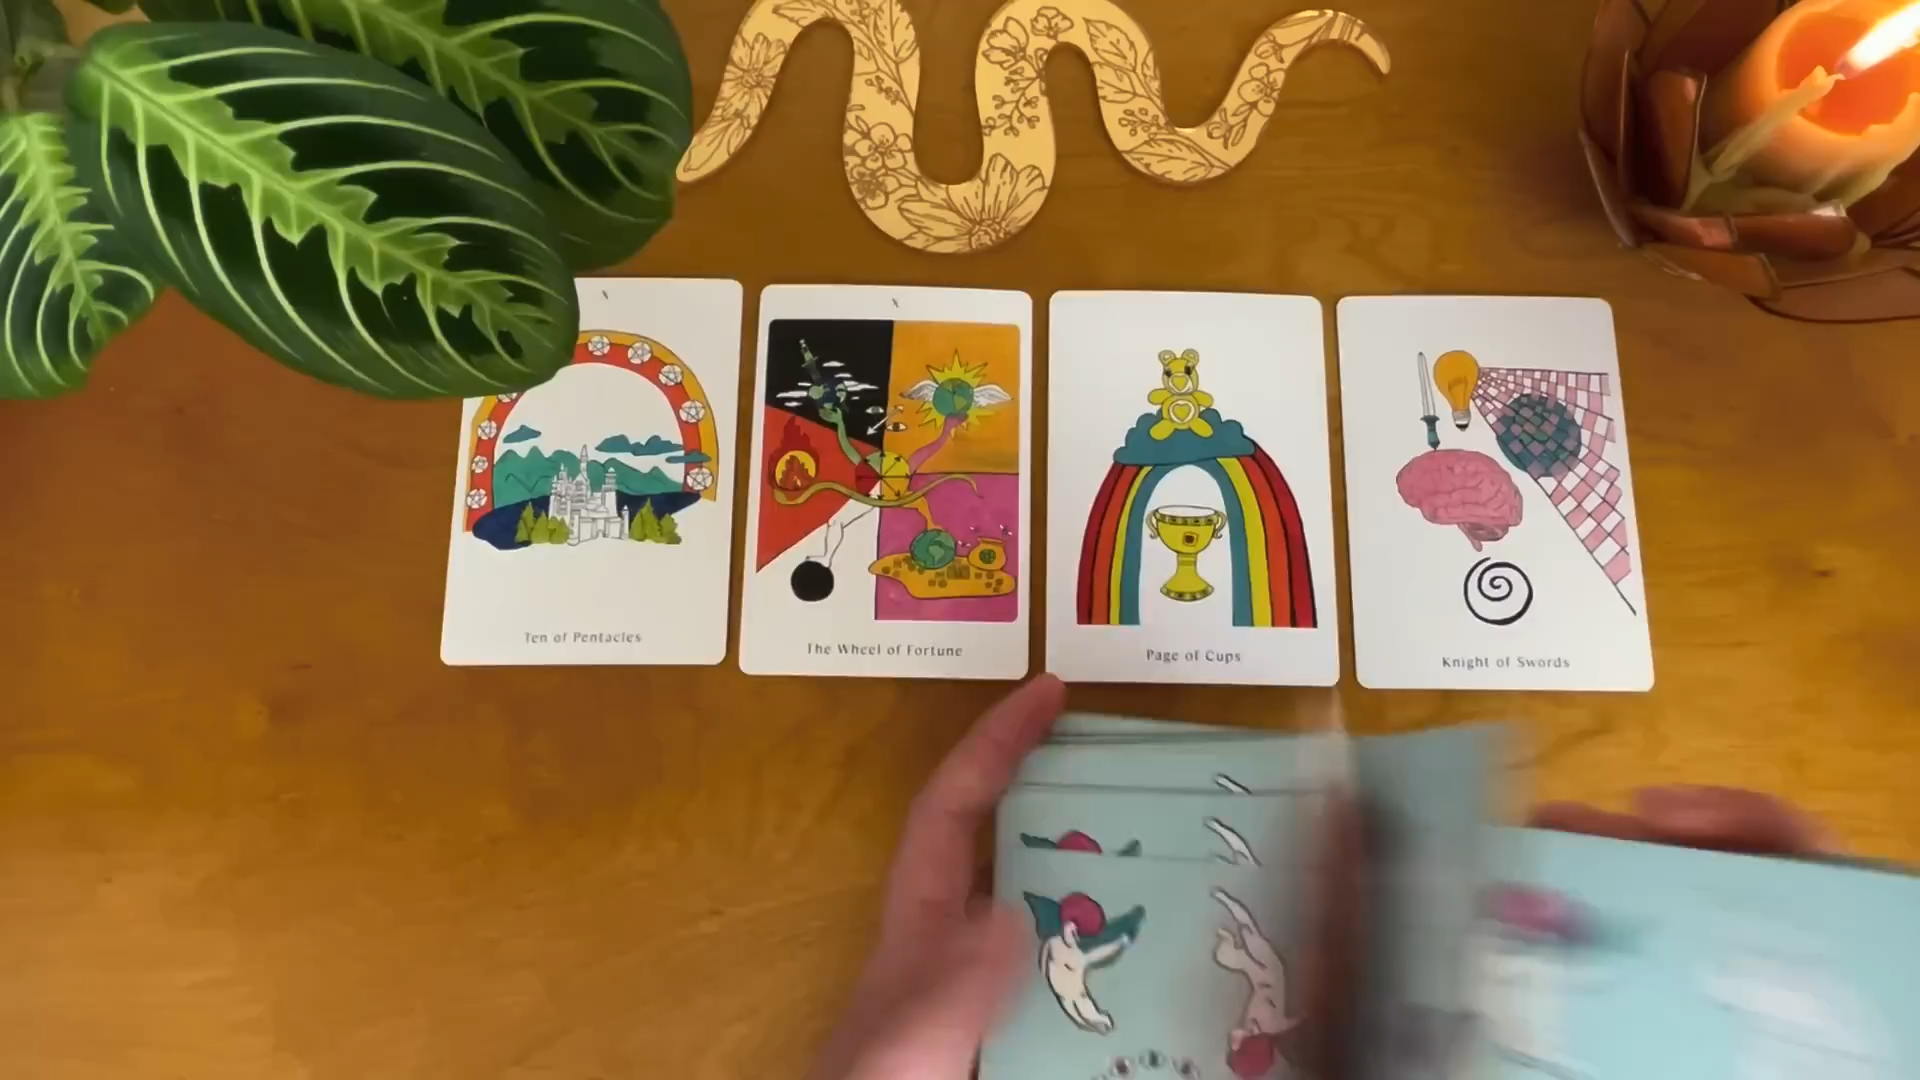 X
X
Ten of Pentacles
The Wheel of Fortune
Page of Cups
Knight of Swords